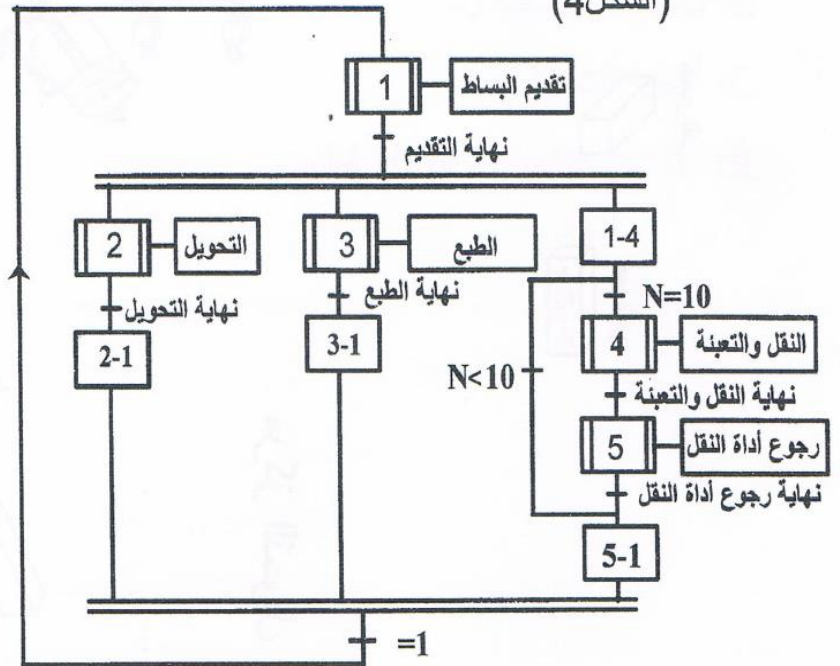 (الشكل4)
1
تقديم البساط
نهاية التقديم
2
التحويل
3
الطبع
1-4
نهاية التحويل
نهاية الطبع
N=10
2-1
3-1
N<10
4
النقل والتعبئة
نهاية النقل والتعبئة
5
رجوع أداة النقل
نهاية رجوع أداة النقل
5-1
=1